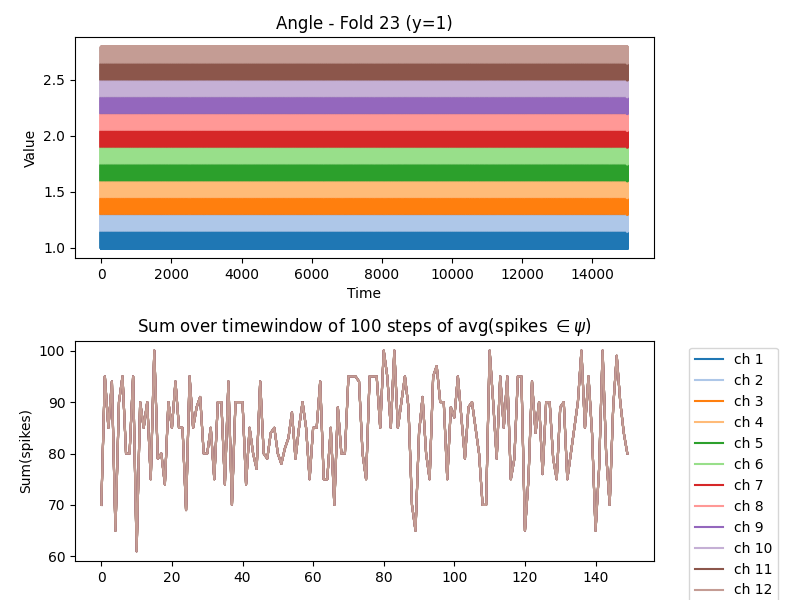 Angle - Fold 23 (y=1)
Value
2.5
2.0
1.5
1.0
0 2000 4000 6000 8000 10000 12000 14000
Time
Sum over timewindow of 100 steps of avg(spikes ∈ψ)
Sum(spikes)
100
90
80
70
60
0 20 40 60 80 100 120 140
ch 1
ch 2
ch 3
ch 4
ch 5
ch 6
ch 7
ch 8
ch 9
ch 10
ch 11
ch 12